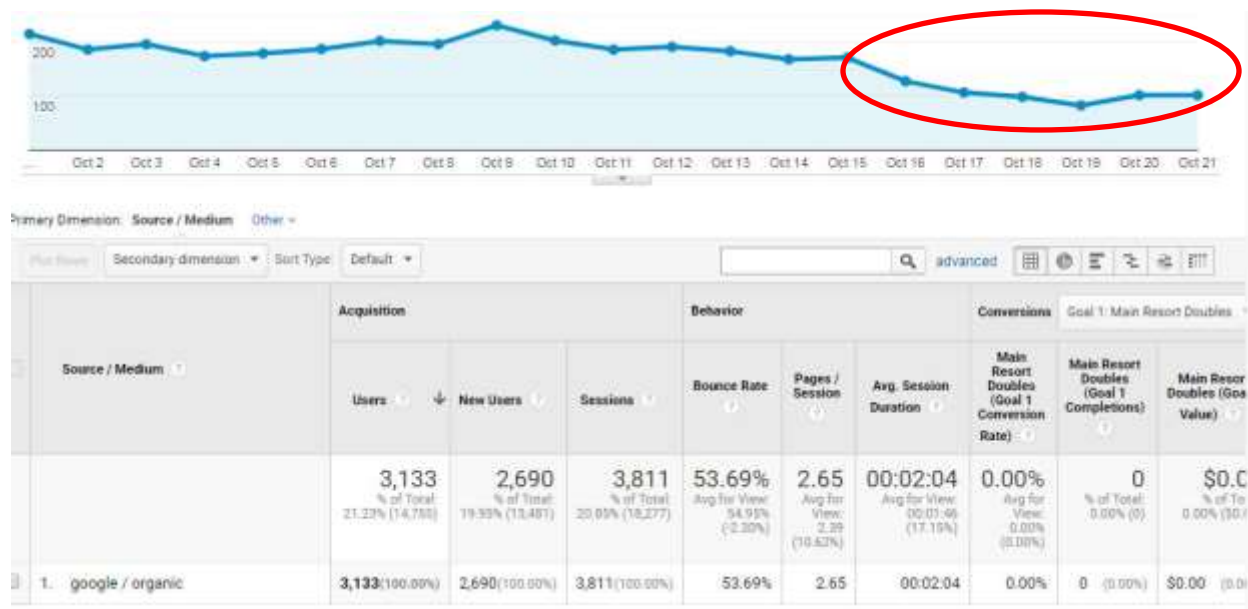 200
100
... Oct 2 Oct 3 Oct 4 Oct 5 Oct 6 Oct 7 Oct 8 Oct 9 Oct 10 Oct 11 Oct 12 Oct 13 Oct 14 Oct 15 Oct 16 Oct 17 Oct 18 Oct 19 Oct 20 Oct 21
Primary Dimension: Source / Medium Other
Plot Rows Secondary dimension Sort Type: Default advanced
Acquisition Behavior Conversions Goal 1: Main Resort Doubles
Source / Medium ? Users ? New Users ? Sessions ? Bounce Rate ? Pages / Session ? Avg. Session Duration ? Main Resort Doubles (Goal 1 Conversion Rate) ? Main Resort Doubles (Goal 1 Completions) ? Main Resor Doubles (Goa Value) ?
3,133 2,690 3,811 53.69% 2.65 00:02:04 0.00% 0 $0.0
% of Total: 21.23% % of Total: 19.95% % of Total: 20.85% (18,277) Avg for View: 54.95% (-2.30%) Avg for View: 2.39 (10.62%) Avg for View: 00:01:46 (17.15%) Avg for View: 0.00% (0.00%) % of Total: 0.00% (0) % of To 0.00%
1. google / organic 3,133(100.00%) 2,690(100.00%) 3,811(100.00%) 53.69% 2.65 00:02:04 0.00% 0 (0.00%) $0.00